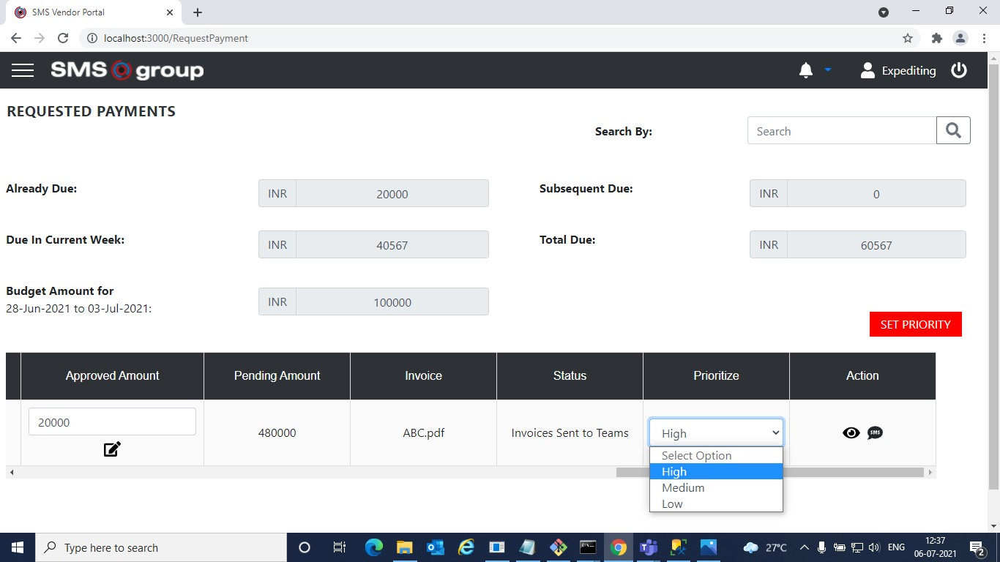 SMS Vendor Portal
localhost:3000/RequestPayment
SMS group
Expediting
REQUESTED PAYMENTS
Search By:
Search
Already Due:
INR
20000
Subsequent Due:
INR
0
Due In Current Week:
INR
40567
Total Due:
INR
60567
Budget Amount for
28-Jun-2021 to 03-Jul-2021:
INR
100000
SET PRIORITY
Approved Amount
Pending Amount
Invoice
Status
Prioritize
Action
20000
480000
ABC.pdf
Invoices Sent to Teams
High
SMS
Select Option
High
Medium
Low
Type here to search
27°C
ENG
12:37
06-07-2021
2